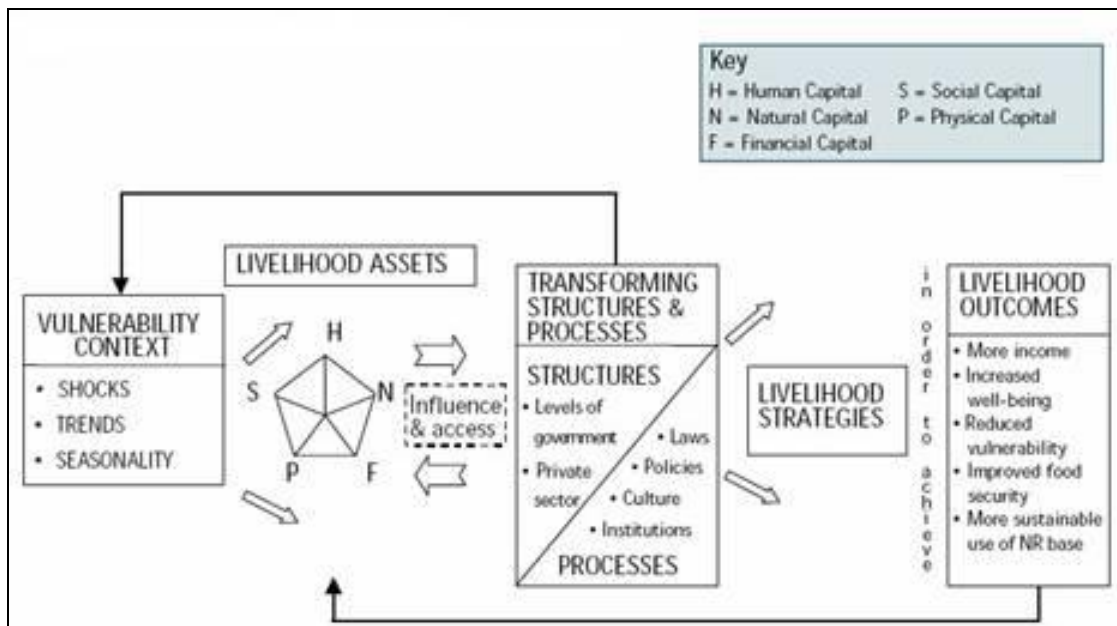 Key
H = Human Capital S = Social Capital
N = Natural Capital P = Physical Capital
F = Financial Capital
LIVELIHOOD ASSETS
VULNERABILITY
CONTEXT
• SHOCKS
• TRENDS
• SEASONALITY
H
S
N
P
F
Influence
& access
TRANSFORMING
STRUCTURES &
PROCESSES
STRUCTURES
• Levels of
government
• Private
sector
• Laws
• Policies
• Culture
• Institutions
PROCESSES
LIVELIHOOD
STRATEGIES
in order to achieve
LIVELIHOOD
OUTCOMES
• More income
• Increased
well-being
• Reduced
vulnerability
• Improved food
security
• More sustainable
use of NR base